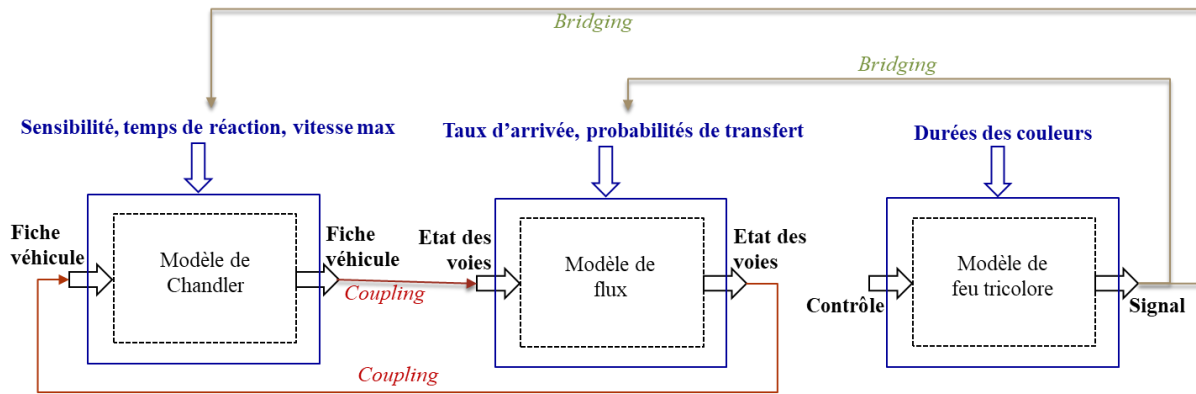 Bridging
Bridging
Sensibilité, temps de réaction, vitesse max
Taux d'arrivée, probabilités de transfert
Durées des couleurs
Fiche
véhicule
Modèle de
Chandler
Fiche
véhicule
Coupling
Etat des
voies
Modèle de
flux
Etat des
voies
Contrôle
Modèle de
feu tricolore
Signal
Coupling